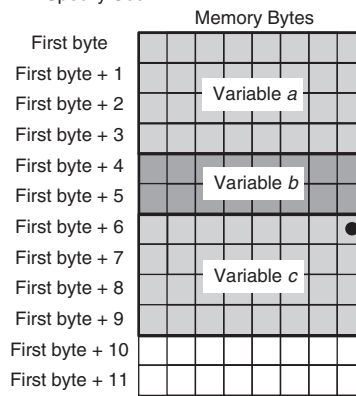 Memory Bytes
First byte
First byte + 1
First byte + 2
First byte + 3
First byte + 4
First byte + 5
First byte + 6
First byte + 7
First byte + 8
First byte + 9
First byte + 10
First byte + 11
Variable a
Variable b
Variable c